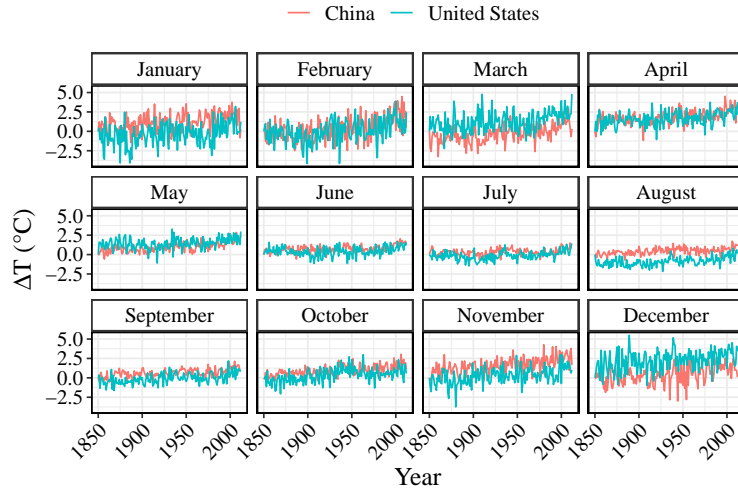 China United States
January February March April
5.0
2.5
0.0
−2.5
May June July August
5.0
2.5
0.0
−2.5
September October November December
5.0
2.5
0.0
−2.5
ΔT (°C)
1850 1900 1950 2000 1850 1900 1950 2000 1850 1900 1950 2000 1850 1900 1950 2000
Year